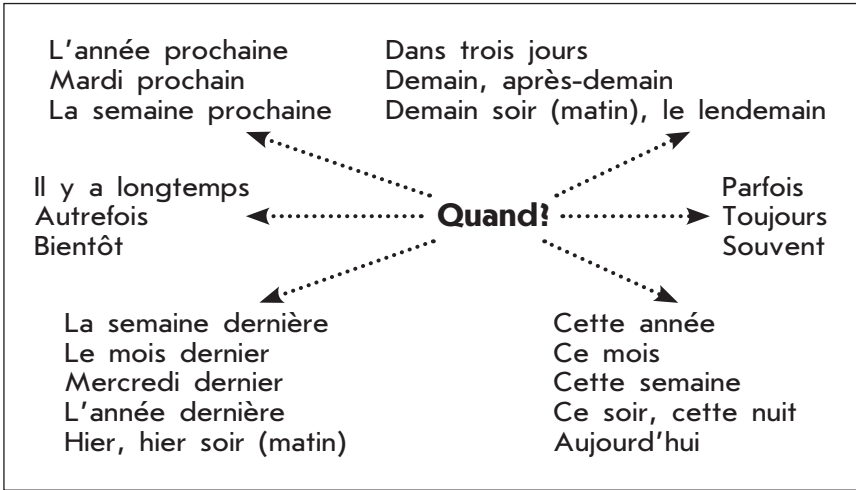 L'année prochaine
Mardi prochain
La semaine prochaine
Dans trois jours
Demain, après-demain
Demain soir (matin), le lendemain
Il y a longtemps
Autrefois
Bientôt
Quand?
Parfois
Toujours
Souvent
La semaine dernière
Le mois dernier
Mercredi dernier
L'année dernière
Hier, hier soir (matin)
Cette année
Ce mois
Cette semaine
Ce soir, cette nuit
Aujourd'hui